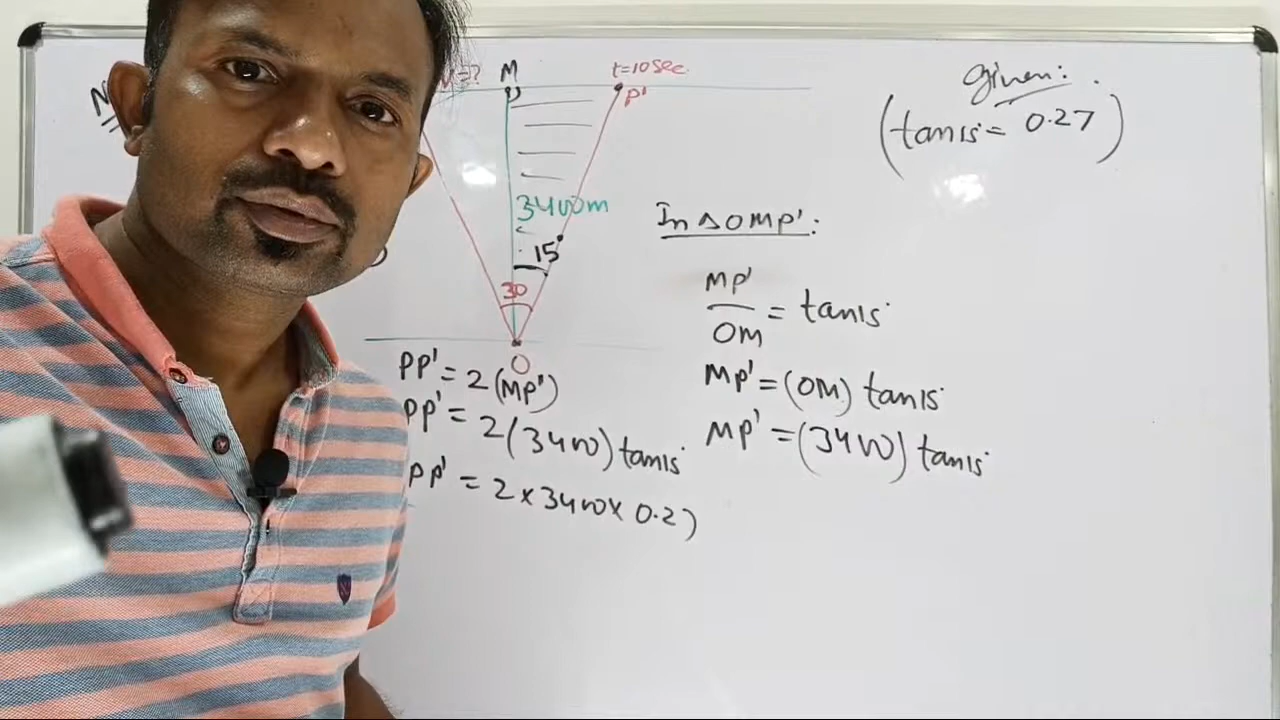 M
t=10sec
P'
3400m
15
30
O
PP' = 2(MP')
PP' = 2(3400) tan15
PP' = 2×3400×0.27
Given:
(tan15 = 0.27)
In △OMP':
MP'/OM = tan15
MP' = (OM) tan15
MP' = (3400) tan15